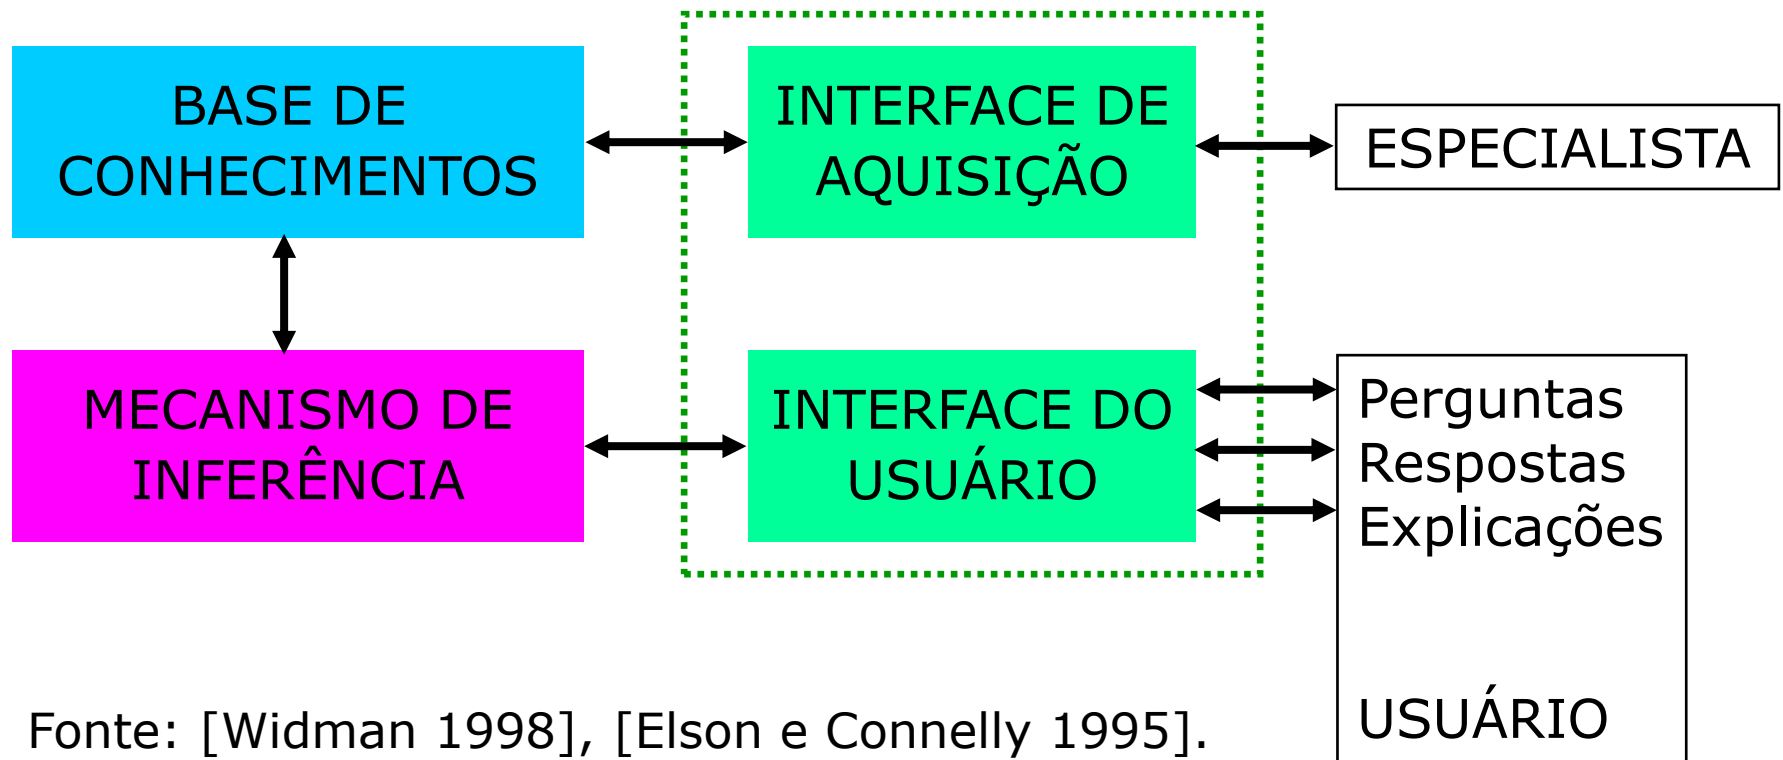 BASE DE
CONHECIMENTOS
INTERFACE DE
AQUISIÇÃO
ESPECIALISTA
MECANISMO DE
INFERÊNCIA
INTERFACE DO
USUÁRIO
Perguntas
Respostas
Explicações
USUÁRIO
Fonte: [Widman 1998], [Elson e Connelly 1995].